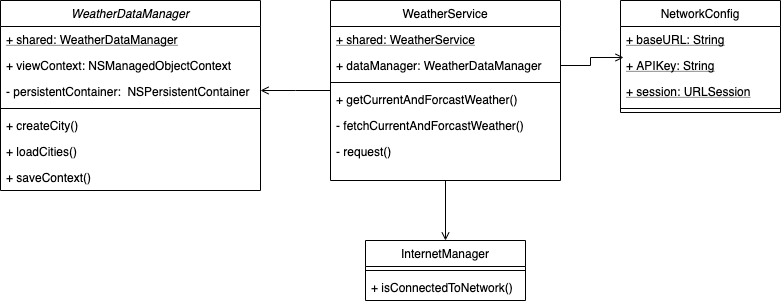 WeatherDataManager
+ shared: WeatherDataManager
+ viewContext: NSManagedObjectContext
- persistentContainer: NSPersistentContainer
+ createCity()
+ loadCities()
+ saveContext()
WeatherService
+ shared: WeatherService
+ dataManager: WeatherDataManager
+ getCurrentAndForcastWeather()
- fetchCurrentAndForcastWeather()
- request()
NetworkConfig
+ baseURL: String
+ APIKey: String
+ session: URLSession
InternetManager
+ isConnectedToNetwork()